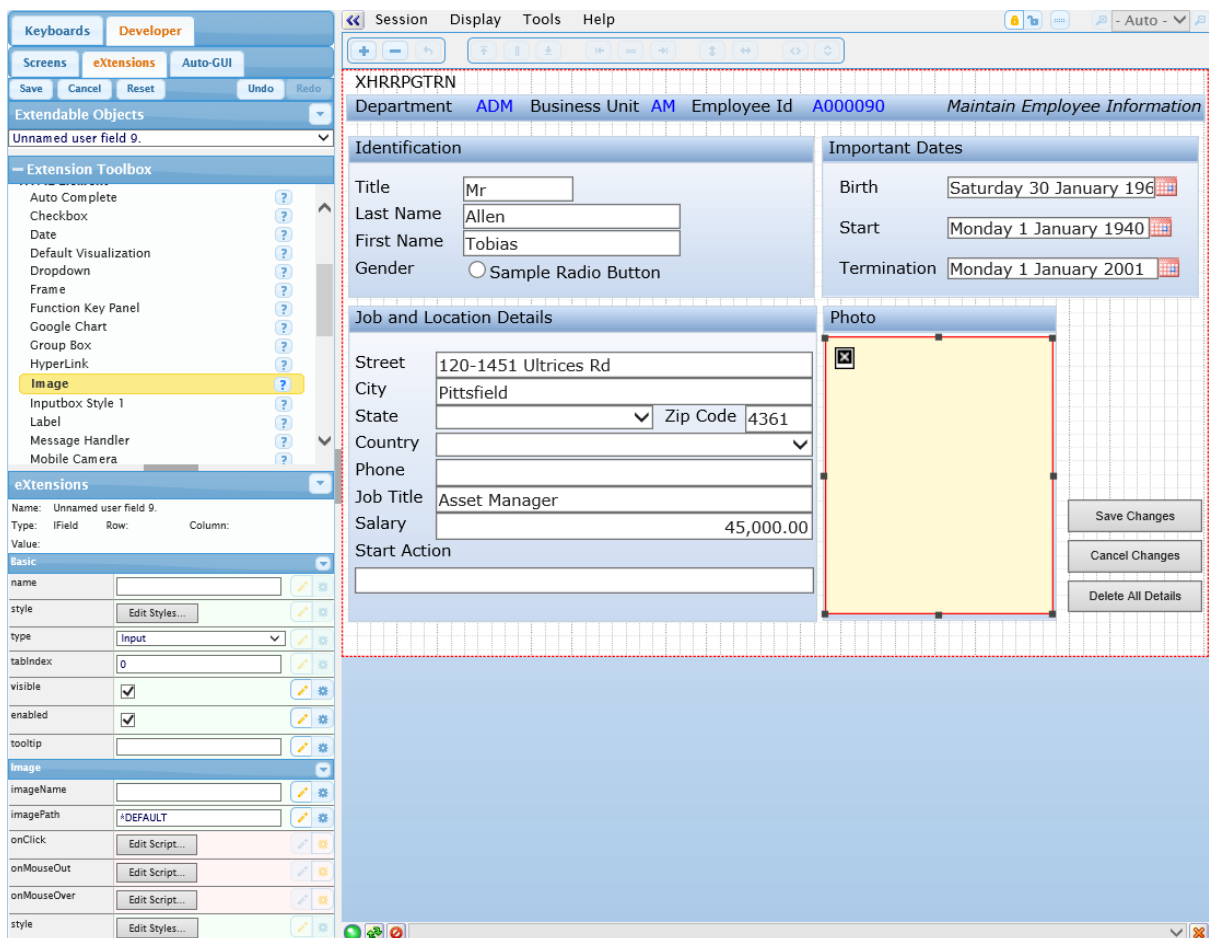 Keyboards Developer
Screens eXtensions Auto-GUI
Save Cancel Reset Undo Redo
Extendable Objects
Unnamed user field 9.
Extension Toolbox
Auto Complete ?
Checkbox ?
Date ?
Default Visualization ?
Dropdown ?
Frame ?
Function Key Panel ?
Google Chart ?
Group Box ?
HyperLink ?
Image ?
Inputbox Style 1 ?
Label ?
Message Handler ?
Mobile Camera ?
eXtensions
Name: Unnamed user field 9.
Type: IField Row: Column:
Value:
Basic
name
style Edit Styles...
type Input
tabIndex 0
visible
enabled
tooltip
Image
imageName
imagePath *DEFAULT
onClick Edit Script...
onMouseOut Edit Script...
onMouseOver Edit Script...
style Edit Styles...
Session Display Tools Help
- Auto -
XHRRPGTRN
Department ADM Business Unit AM Employee Id A000090 Maintain Employee Information
Identification
Title Mr
Last Name Allen
First Name Tobias
Gender Sample Radio Button
Important Dates
Birth Saturday 30 January 196
Start Monday 1 January 1940
Termination Monday 1 January 2001
Job and Location Details
Street 120-1451 Ultrices Rd
City Pittsfield
State Zip Code 4361
Country
Phone
Job Title Asset Manager
Salary 45,000.00
Start Action
Photo
Save Changes
Cancel Changes
Delete All Details